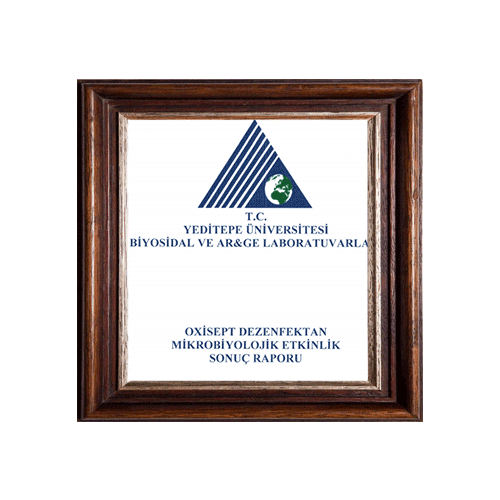 T.C.
YEDİTEPE ÜNİVERSİTESİ
BİYOSİDAL VE AR&GE LABORATUVARLA
OXİSEPT DEZENFEKTAN
MİKROBİYOLOJİK ETKİNLİK
SONUÇ RAPORU